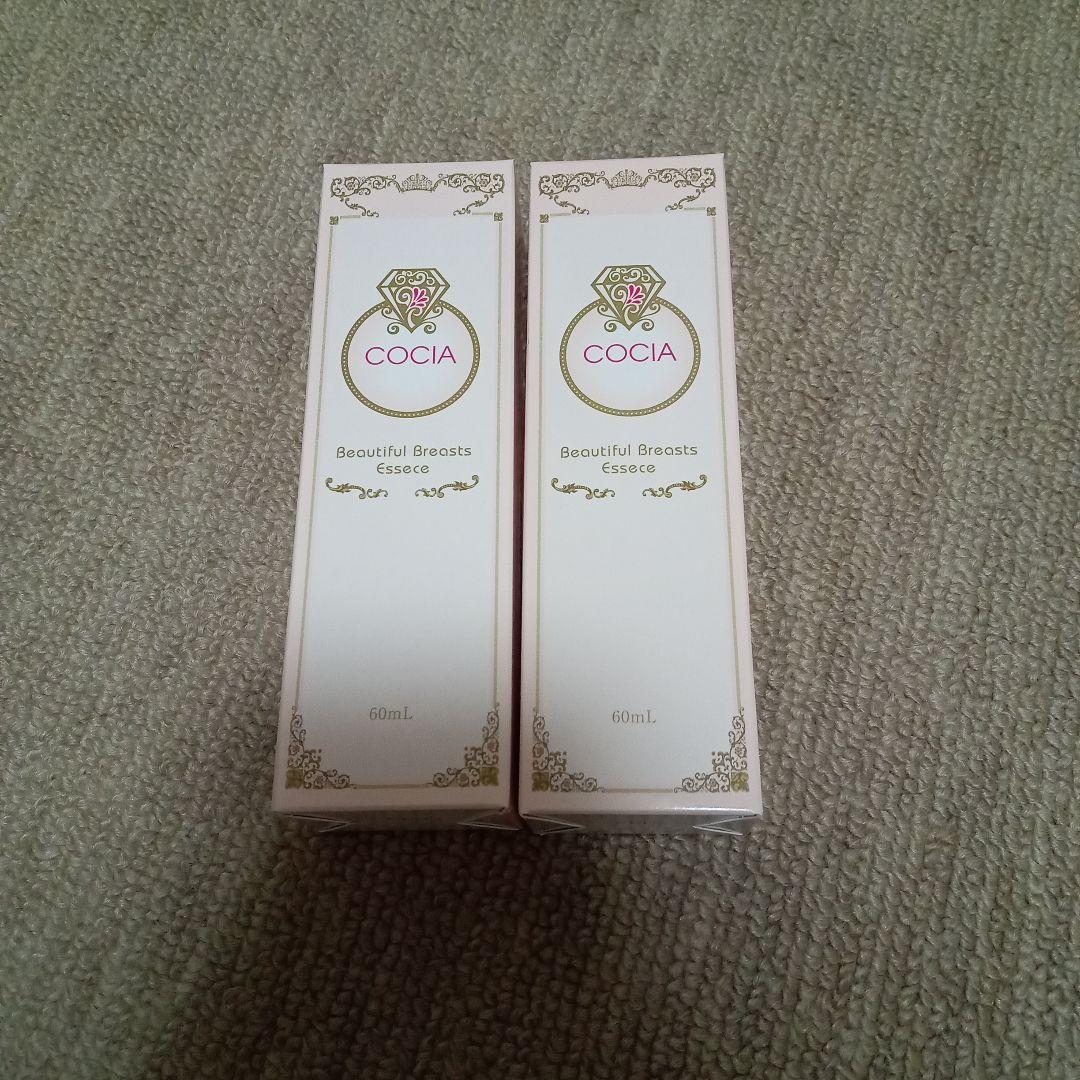 COCIA
Beautiful Breasts
Essece
60mL
COCIA
Beautiful Breasts
Essece
60mL